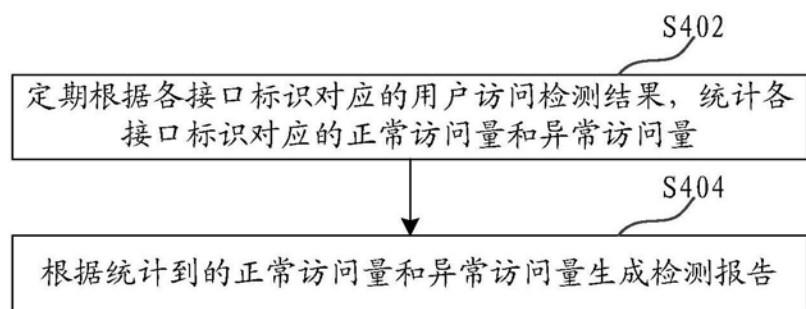 S402
定期根据各接口标识对应的用户访问检测结果，统计各
接口标识对应的正常访问量和异常访问量
S404
根据统计到的正常访问量和异常访问量生成检测报告